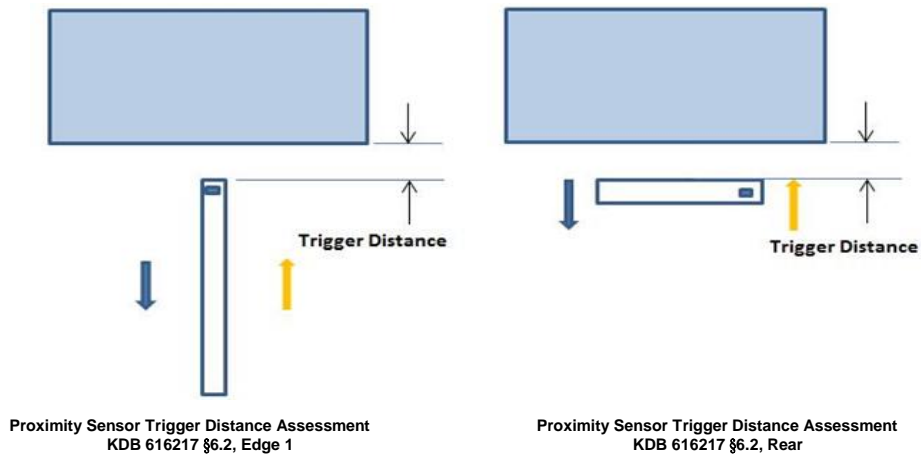 Trigger Distance
Trigger Distance
Proximity Sensor Trigger Distance Assessment
KDB 616217 §6.2, Edge 1
Proximity Sensor Trigger Distance Assessment
KDB 616217 §6.2, Rear